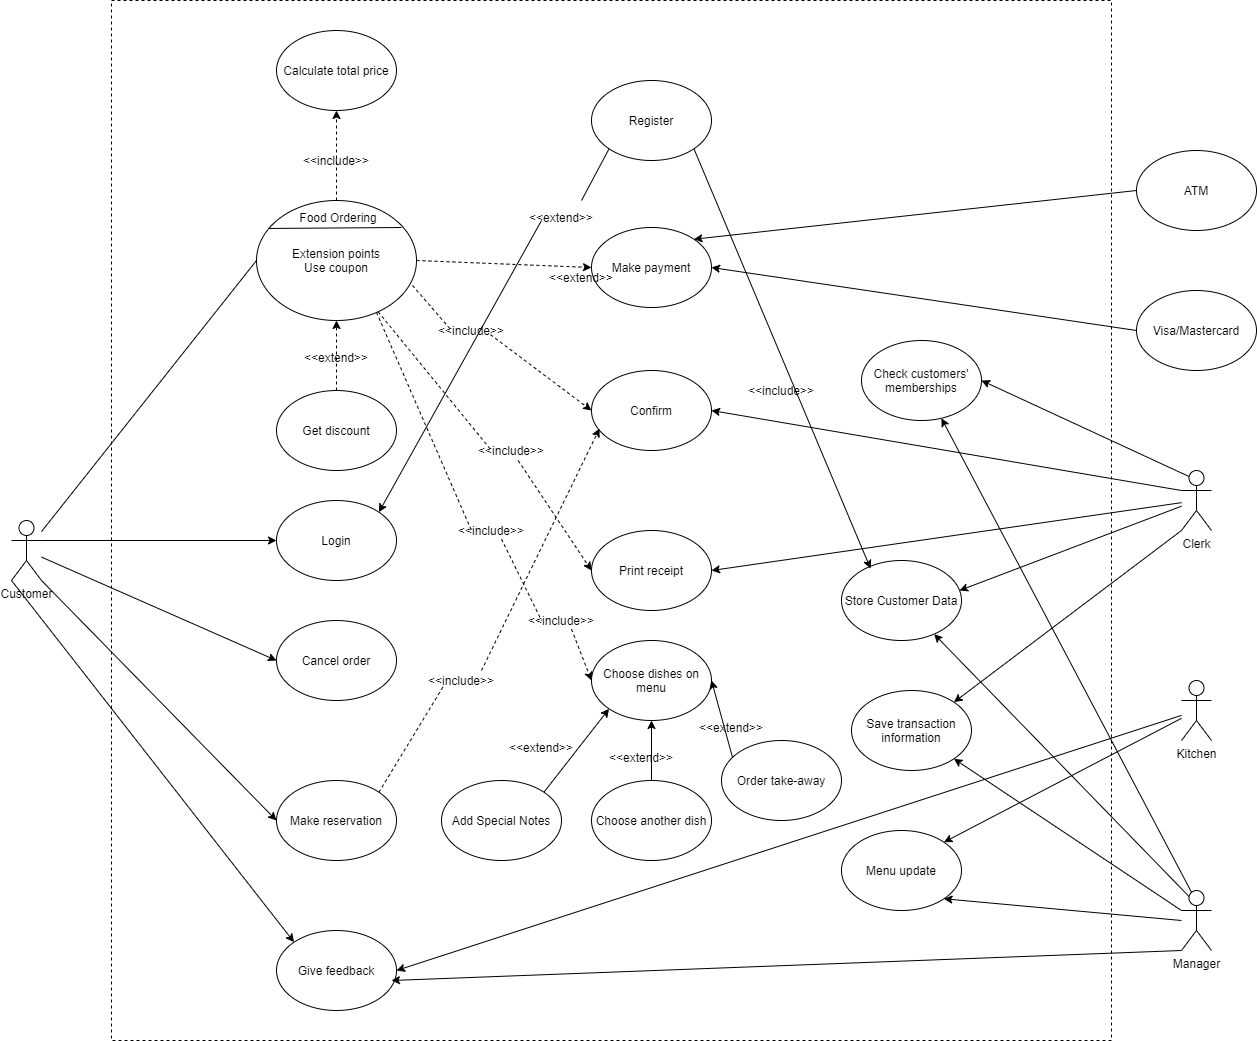 Calculate total price
<<include>>
Register
ATM
Food Ordering
<<extend>>
Extension points
Use coupon
Make payment
<<extend>>
Visa/Mastercard
<<include>>
<<extend>>
Check customers'
memberships
<<include>>
Confirm
Get discount
<<include>>
<<include>>
Login
Clerk
Print receipt
Customer
Store Customer Data
<<include>>
Cancel order
Choose dishes on
menu
<<include>>
Save transaction
information
<<extend>>
<<extend>>
<<extend>>
Kitchen
Order take-away
Make reservation
Add Special Notes
Choose another dish
Menu update
Manager
Give feedback